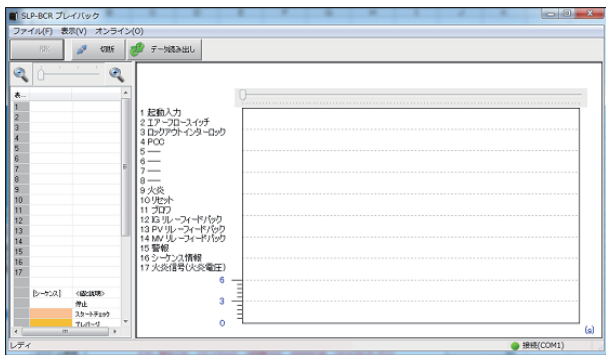 SLP-BCR プレイバック
ファイル(F) 表示(V) オンライン(O)
切断 データ読み出し
表...
1
2
3
4
5
6
7
8
9
10
11
12
13
14
15
16
17
[シーケンス] <値:説明>
停止
スタートチェック
プレパージ
1 起動入力
2 エアーフロースイッチ
3 ロックアウトインターロック
4 POC
5 ──
6 ──
7 ──
8 ──
9 火炎
10 リセット
11 ブロワ
12 IG リレーフィードバック
13 PV リレーフィードバック
14 MV リレーフィードバック
15 警報
16 シーケンス情報
17 火炎信号(火炎電圧)
6
3
0
(s)
レディ
接続(COM1)